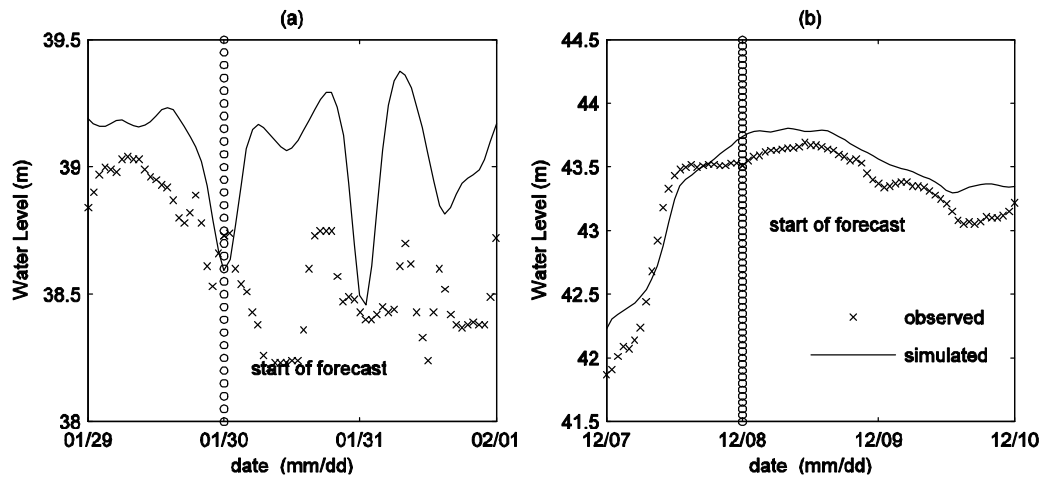 (a)
39.5
39
38.5
38
Water Level (m)
start of forecast
01/29
01/30
01/31
02/01
date (mm/dd)
(b)
44.5
44
43.5
43
42.5
42
41.5
Water Level (m)
start of forecast
observed
simulated
12/07
12/08
12/09
12/10
date (mm/dd)